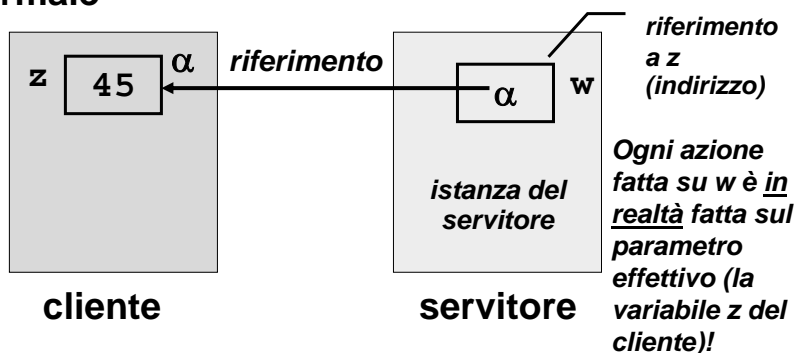 z
45
α
riferimento
α
w
riferimento
a z
(indirizzo)
istanza del
servitore
Ogni azione
fatta su w è in
realtà fatta sul
parametro
effettivo (la
variabile z del
cliente)!
cliente
servitore